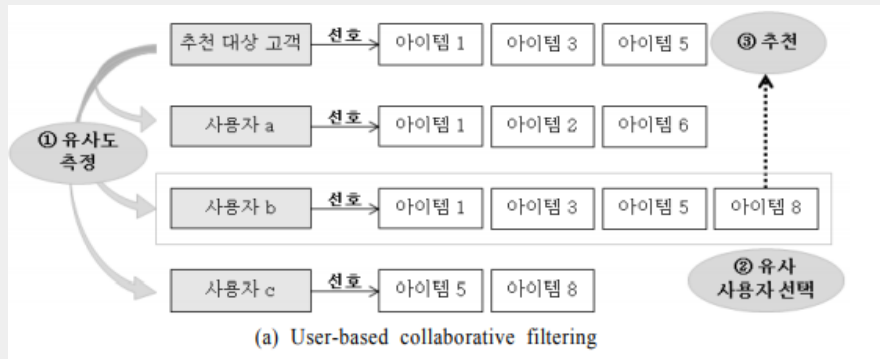 추천 대상 고객 선호 아이템 1 아이템 3 아이템 5 ③ 추천
사용자 a 선호 아이템 1 아이템 2 아이템 6
① 유사도
측정
사용자 b 선호 아이템 1 아이템 3 아이템 5 아이템 8
② 유사
사용자 선택
사용자 c 선호 아이템 5 아이템 8
(a) User-based collaborative filtering